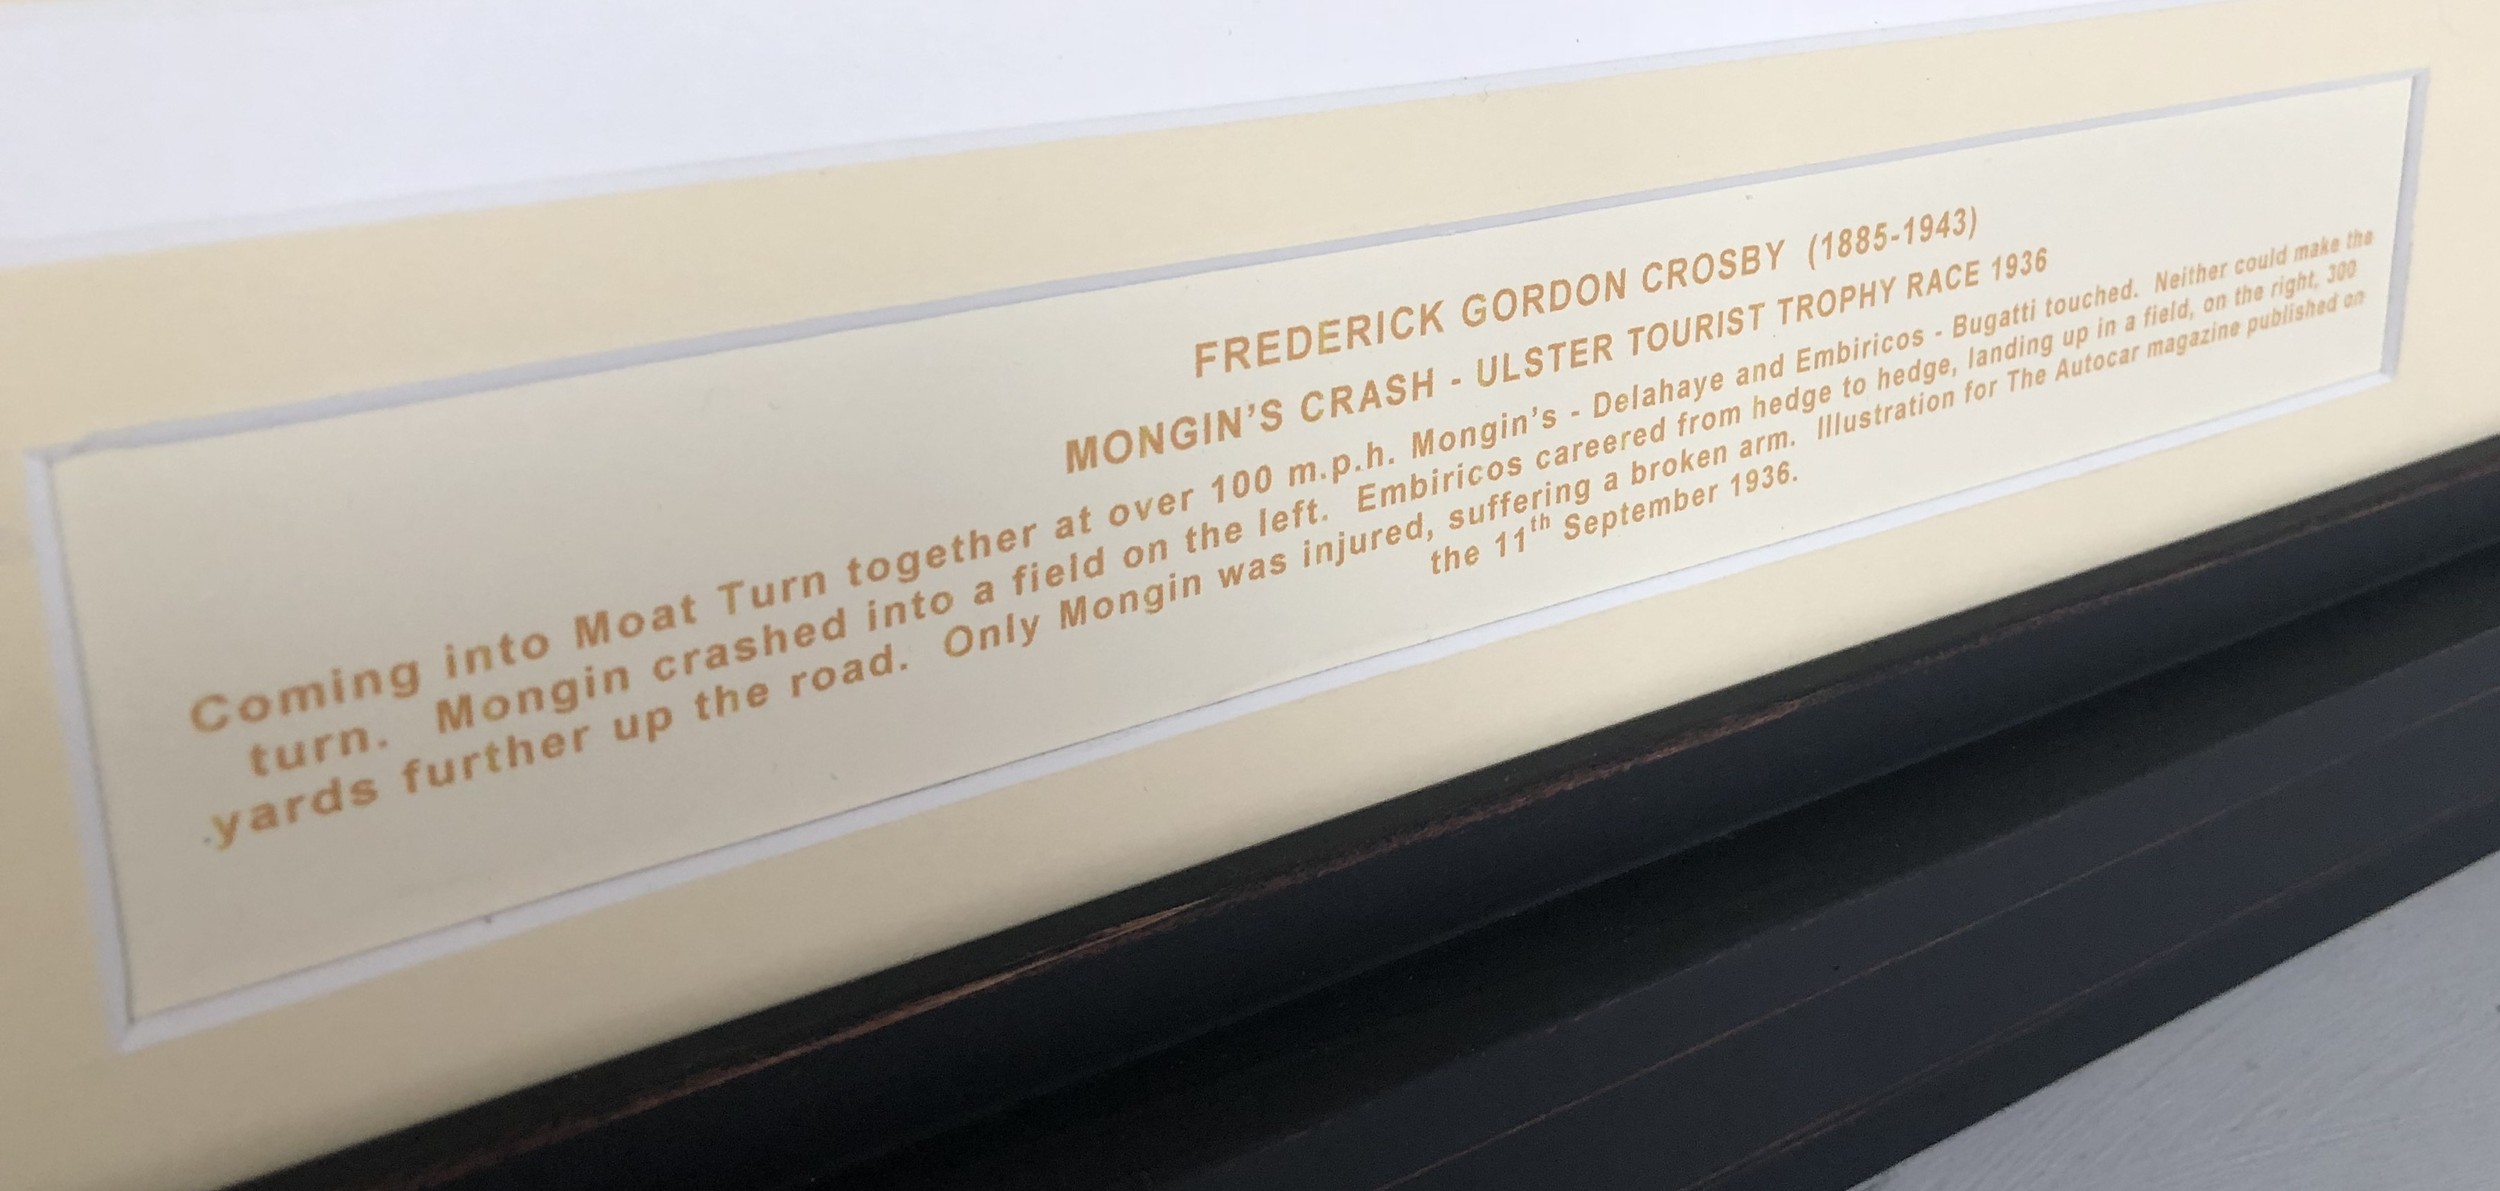 FREDERICK GORDON CROSBY (1885-1943)
MONGIN'S CRASH - ULSTER TOURIST TROPHY RACE 1936
Coming into Moat Turn together at over 100 m.p.h. Mongin's - Delahaye and Embiricos - Bugatti touched. Neither could make the
turn. Mongin crashed into a field on the left. Embiricos careered from hedge to hedge, landing up in a field, on the right, 300
yards further up the road. Only Mongin was injured, suffering a broken arm. Illustration for The Autocar magazine published on
the 11th September 1936.